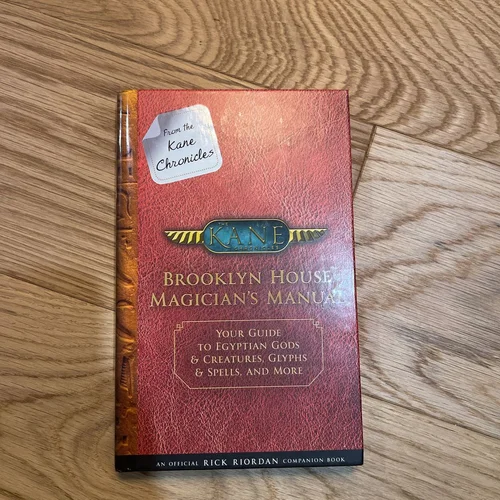 From the
Kane
Chronicles
KANE
BROOKLYN HOUSE
MAGICIAN'S MANUAL
YOUR GUIDE
TO EGYPTIAN GODS
& CREATURES, GLYPHS
& SPELLS, AND MORE
AN OFFICIAL RICK RIORDAN COMPANION BOOK